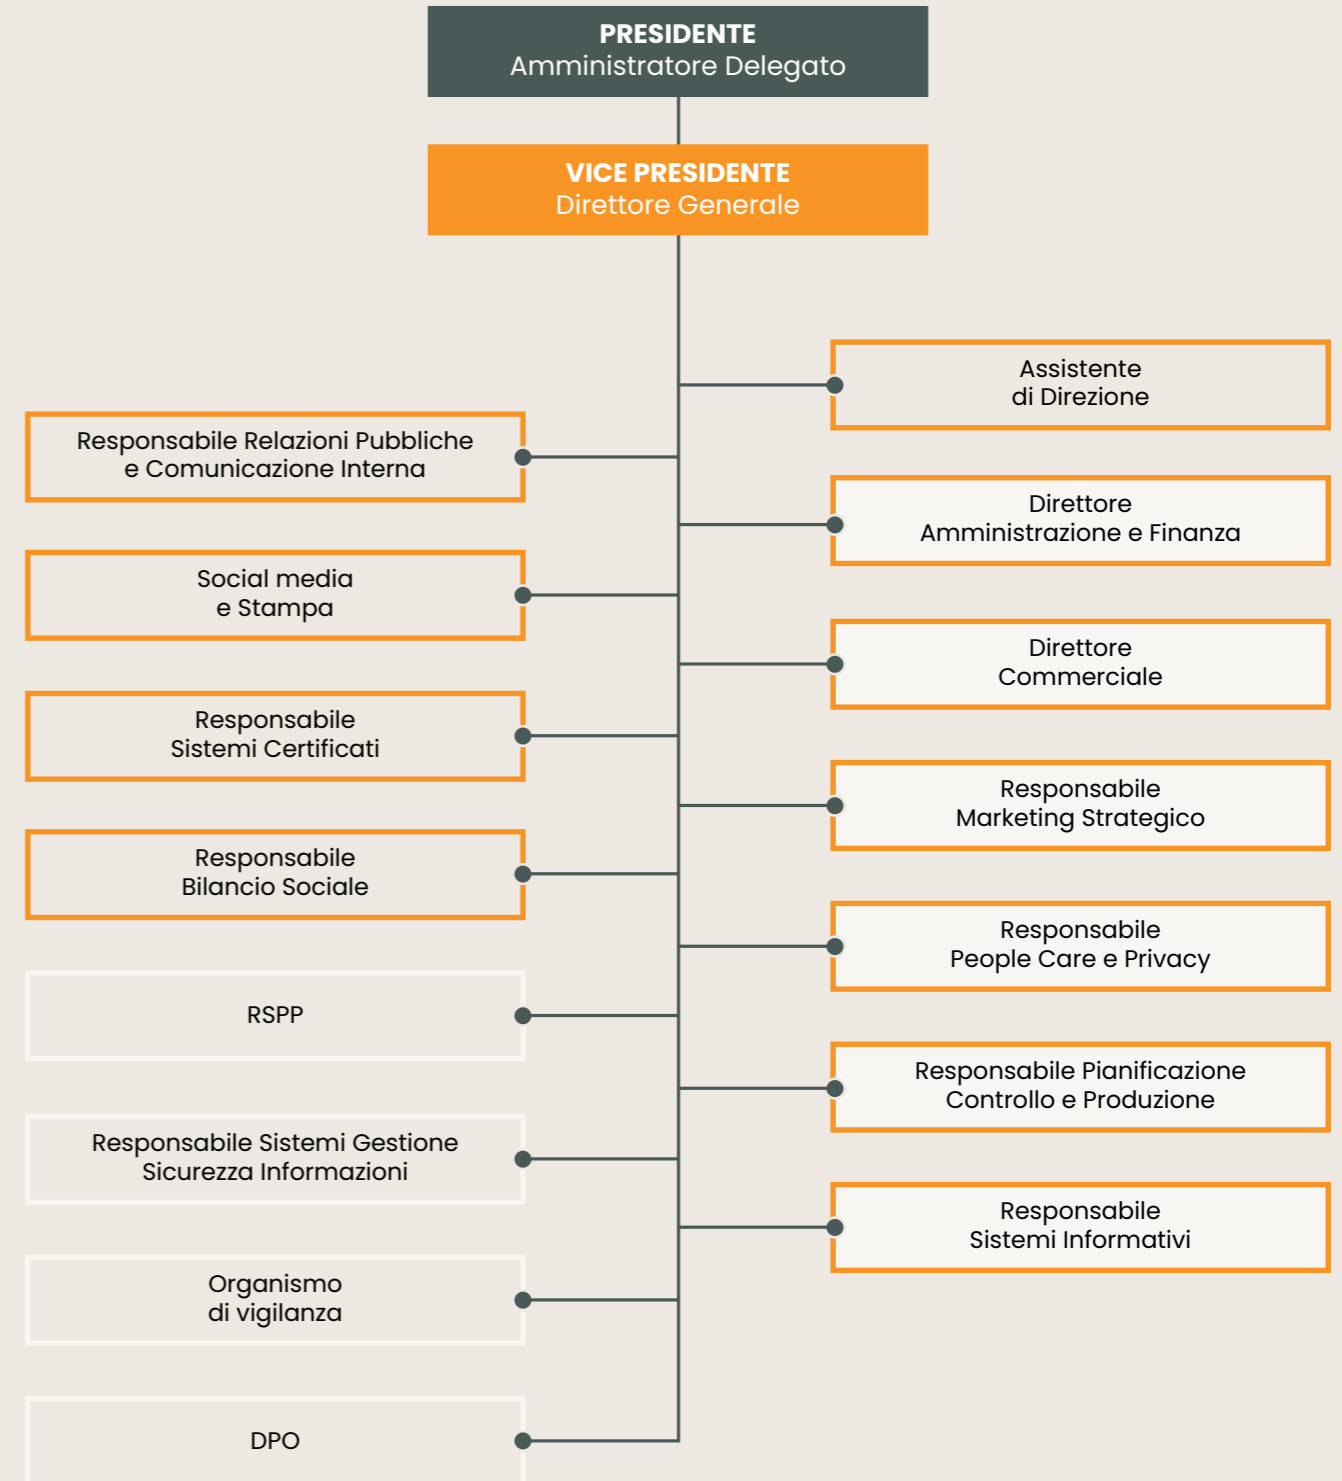 PRESIDENTE
Amministratore Delegato
VICE PRESIDENTE
Direttore Generale
Assistente
di Direzione
Responsabile Relazioni Pubbliche
e Comunicazione Interna
Direttore
Amministrazione e Finanza
Social media
e Stampa
Direttore
Commerciale
Responsabile
Sistemi Certificati
Responsabile
Marketing Strategico
Responsabile
Bilancio Sociale
Responsabile
People Care e Privacy
RSPP
Responsabile Pianificazione
Controllo e Produzione
Responsabile Sistemi Gestione
Sicurezza Informazioni
Responsabile
Sistemi Informativi
Organismo
di vigilanza
DPO